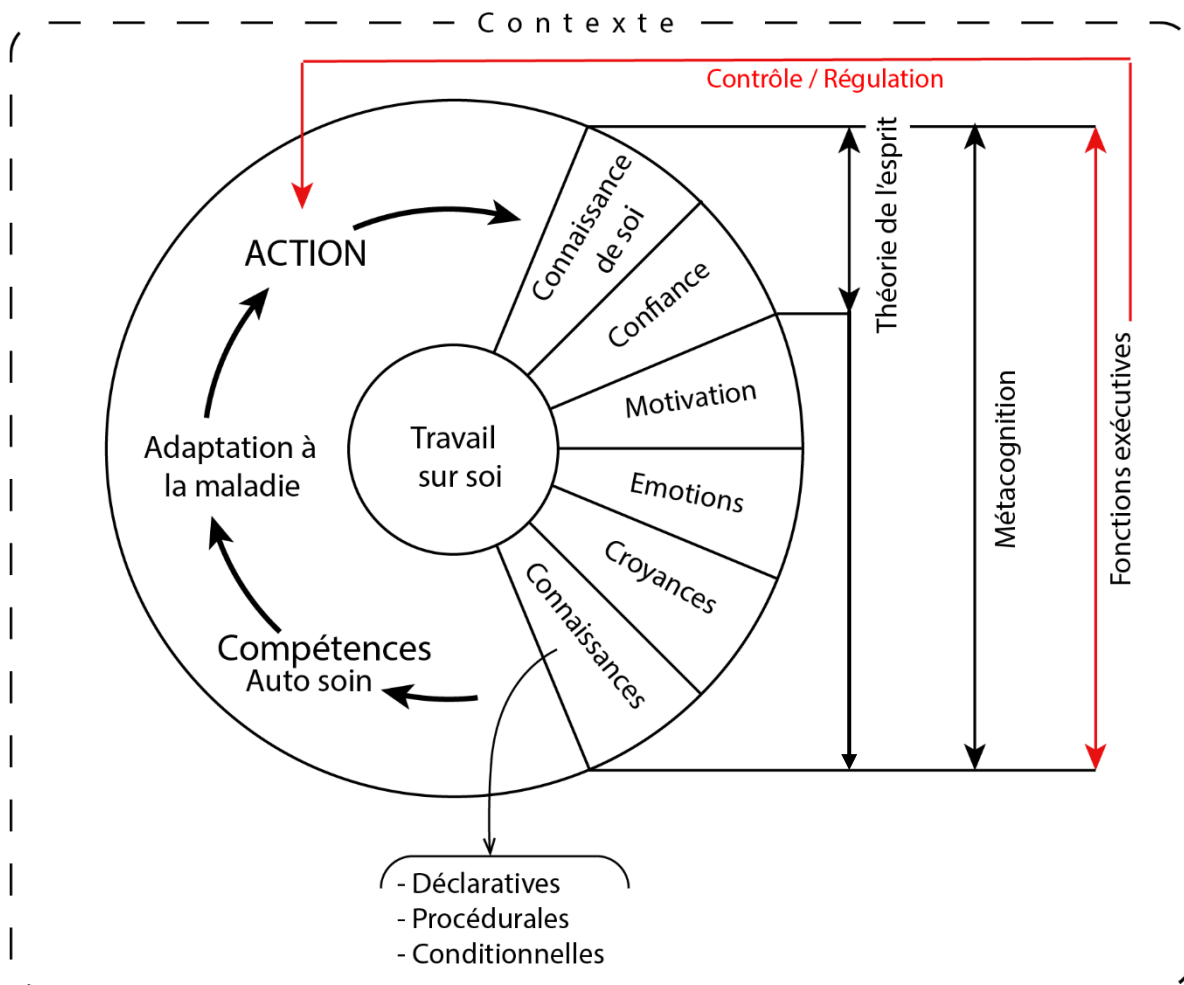 Contexte
Contrôle / Régulation
Connaissance
de soi
Confiance
Motivation
Emotions
Croyances
Connaissances
Travail
sur soi
ACTION
Adaptation à
la maladie
Compétences
Auto soin
Théorie de l'esprit
Métacognition
Fonctions exécutives
- Déclaratives
- Procédurales
- Conditionnelles